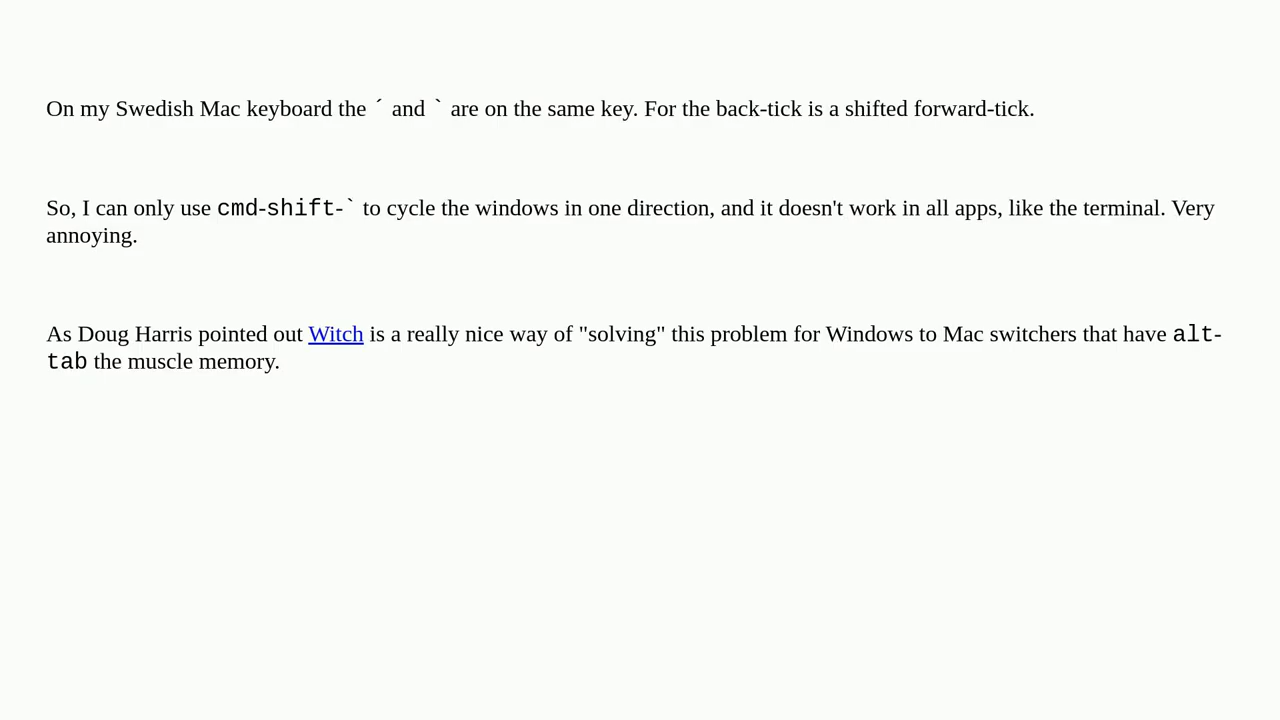 On my Swedish Mac keyboard the ´ and ` are on the same key. For the back-tick is a shifted forward-tick.
So, I can only use cmd-shift-` to cycle the windows in one direction, and it doesn't work in all apps, like the terminal. Very
annoying.
As Doug Harris pointed out Witch is a really nice way of "solving" this problem for Windows to Mac switchers that have alt-
tab the muscle memory.